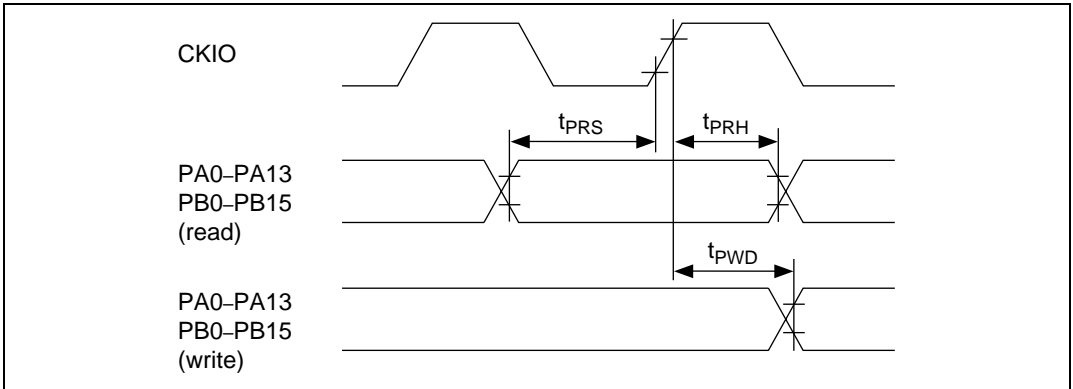 CKIO
tPRS
tPRH
PA0–PA13
PB0–PB15
(read)
tPWD
PA0–PA13
PB0–PB15
(write)